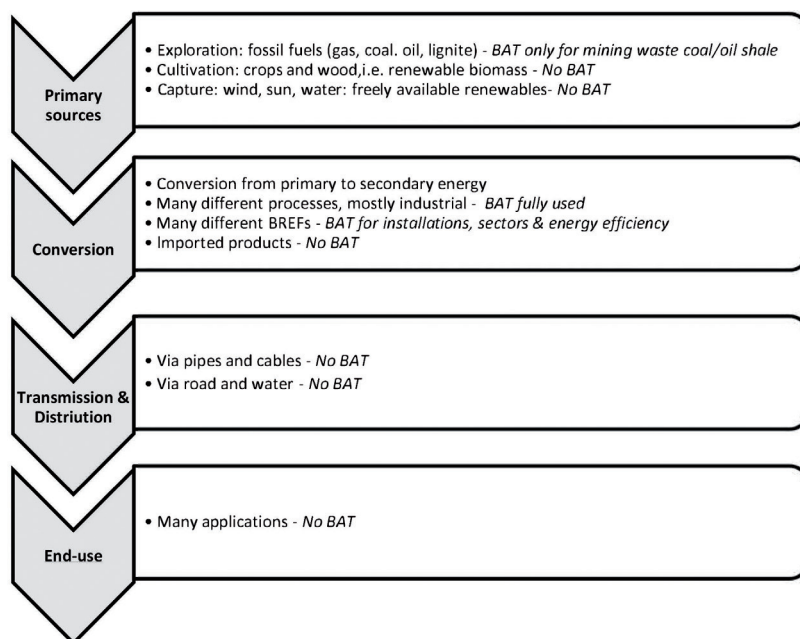 Primary
sources
• Exploration: fossil fuels (gas, coal. oil, lignite) - BAT only for mining waste coal/oil shale
• Cultivation: crops and wood,i.e. renewable biomass - No BAT
• Capture: wind, sun, water: freely available renewables- No BAT
Conversion
• Conversion from primary to secondary energy
• Many different processes, mostly industrial - BAT fully used
• Many different BREFs - BAT for installations, sectors & energy efficiency
• Imported products - No BAT
Transmission &
Distriution
• Via pipes and cables - No BAT
• Via road and water - No BAT
End-use
• Many applications - No BAT